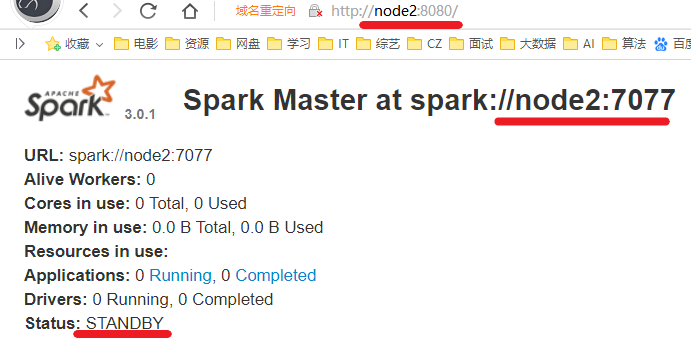 域名重定向 http://node2:8080/
收藏 电影 资源 网盘 学习 IT 综艺 CZ 面试 大数据 AI 算法 百度
APACHE Spark 3.0.1 Spark Master at spark://node2:7077
URL: spark://node2:7077
Alive Workers: 0
Cores in use: 0 Total, 0 Used
Memory in use: 0.0 B Total, 0.0 B Used
Resources in use:
Applications: 0 Running, 0 Completed
Drivers: 0 Running, 0 Completed
Status: STANDBY